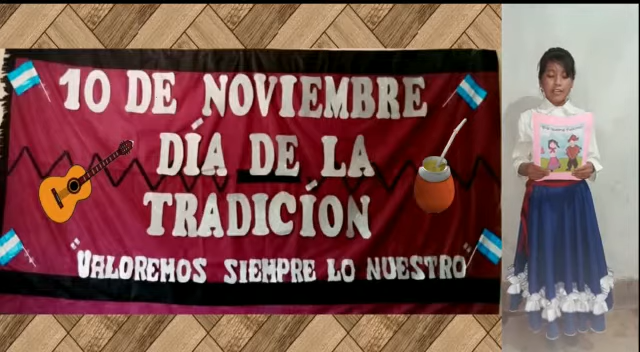 10 DE NOVIEMBRE
DÍA DE LA
TRADICÍON
"VALOREMOS SIEMPRE LO NUESTRO"